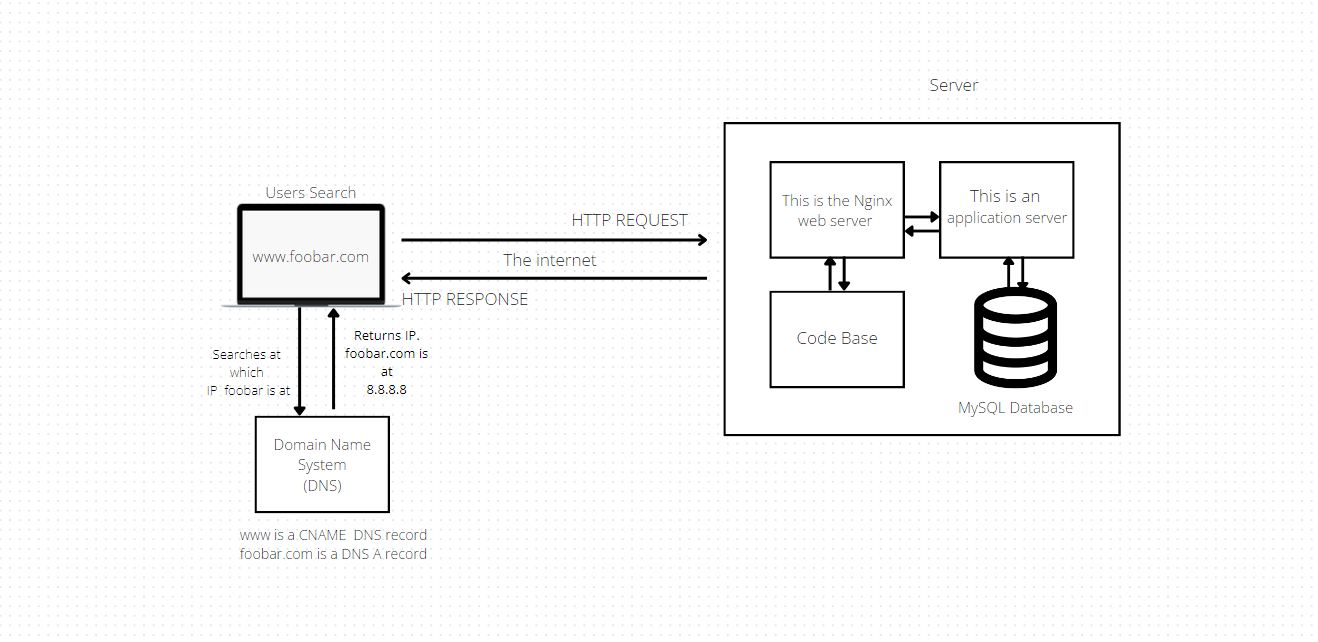 Server
This is the Nginx
web server
This is an
application server
Users Search
www.foobar.com
HTTP REQUEST
The internet
HTTP RESPONSE
Code Base
MySQL Database
Searches at
which
IP foobar is at
Returns IP.
foobar.com is
at
8.8.8.8
Domain Name
System
(DNS)
www is a CNAME DNS record
foobar.com is a DNS A record